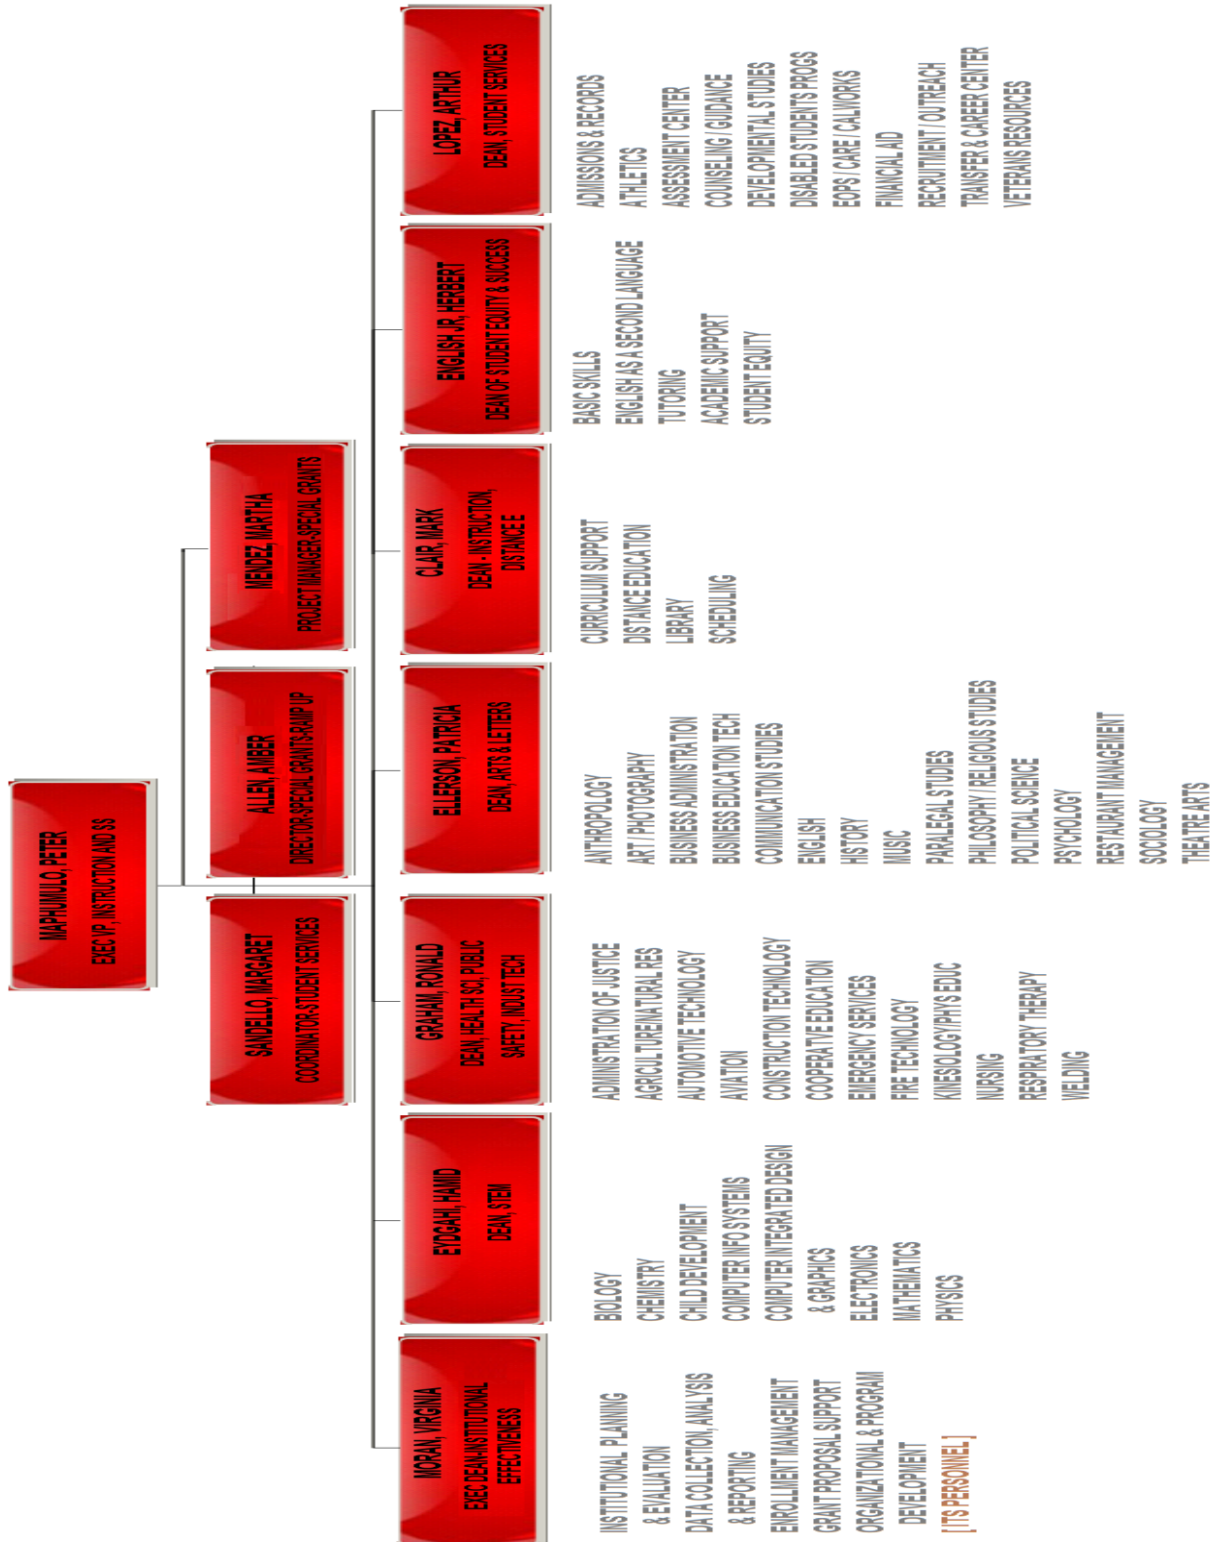 MAPHUMULO, PETER
EXEC VP, INSTRUCTION AND SS
SANDELLO, MARGARET
COORDINATOR-STUDENT SERVICES
ALLEN, AMBER
DIRECTOR-SPECIAL GRANTS-RAMP UP
MENDEZ, MARTHA
PROJECT MANAGER-SPECIAL GRANTS
MORAN, VIRGINIA
EXEC DEAN-INSTITUTIONAL
EFFECTIVENESS
INSTITUTIONAL PLANNING
& EVALUATION
DATA COLLECTION, ANALYSIS
& REPORTING
ENROLLMENT MANAGEMENT
GRANT PROPOSAL SUPPORT
ORGANIZATIONAL & PROGRAM
DEVELOPMENT
[ ITS PERSONNEL ]
EYDGAHI, HAMID
DEAN, STEM
BIOLOGY
CHEMISTRY
CHILD DEVELOPMENT
COMPUTER INFO SYSTEMS
COMPUTER INTEGRATED DESIGN
& GRAPHICS
ELECTRONICS
MATHEMATICS
PHYSICS
GRAHAM, RONALD
DEAN, HEALTH SCI, PUBLIC
SAFETY, INDUST TECH
ADMINISTRATION OF JUSTICE
AGRICULTURE/NATURAL RES
AUTOMOTIVE TECHNOLOGY
AVIATION
CONSTRUCTION TECHNOLOGY
COOPERATIVE EDUCATION
EMERGENCY SERVICES
FIRE TECHNOLOGY
KINESIOLOGY/PHYS EDUC
NURSING
RESPIRATORY THERAPY
WELDING
ELLERSON, PATRICIA
DEAN, ARTS & LETTERS
ANTHROPOLOGY
ART / PHOTOGRAPHY
BUSINESS ADMINISTRATION
BUSINESS EDUCATION TECH
COMMUNICATION STUDIES
ENGLISH
HISTORY
MUSIC
PARALEGAL STUDIES
PHILOSOPHY / RELIGIOUS STUDIES
POLITICAL SCIENCE
PSYCHOLOGY
RESTAURANT MANAGEMENT
SOCIOLOGY
THEATRE ARTS
CLAIR, MARK
DEAN - INSTRUCTION,
DISTANCE E
CURRICULUM SUPPORT
DISTANCE EDUCATION
LIBRARY
SCHEDULING
ENGLISH JR, HERBERT
DEAN OF STUDENT EQUITY & SUCCESS
BASIC SKILLS
ENGLISH AS A SECOND LANGUAGE
TUTORING
ACADEMIC SUPPORT
STUDENT EQUITY
LOPEZ, ARTHUR
DEAN, STUDENT SERVICES
ADMISSIONS & RECORDS
ATHLETICS
ASSESSMENT CENTER
COUNSELING / GUIDANCE
DEVELOPMENTAL STUDIES
DISABLED STUDENTS PROGS
EOPS / CARE / CALWORKS
FINANCIAL AID
RECRUITMENT / OUTREACH
TRANSFER & CAREER CENTER
VETERANS RESOURCES